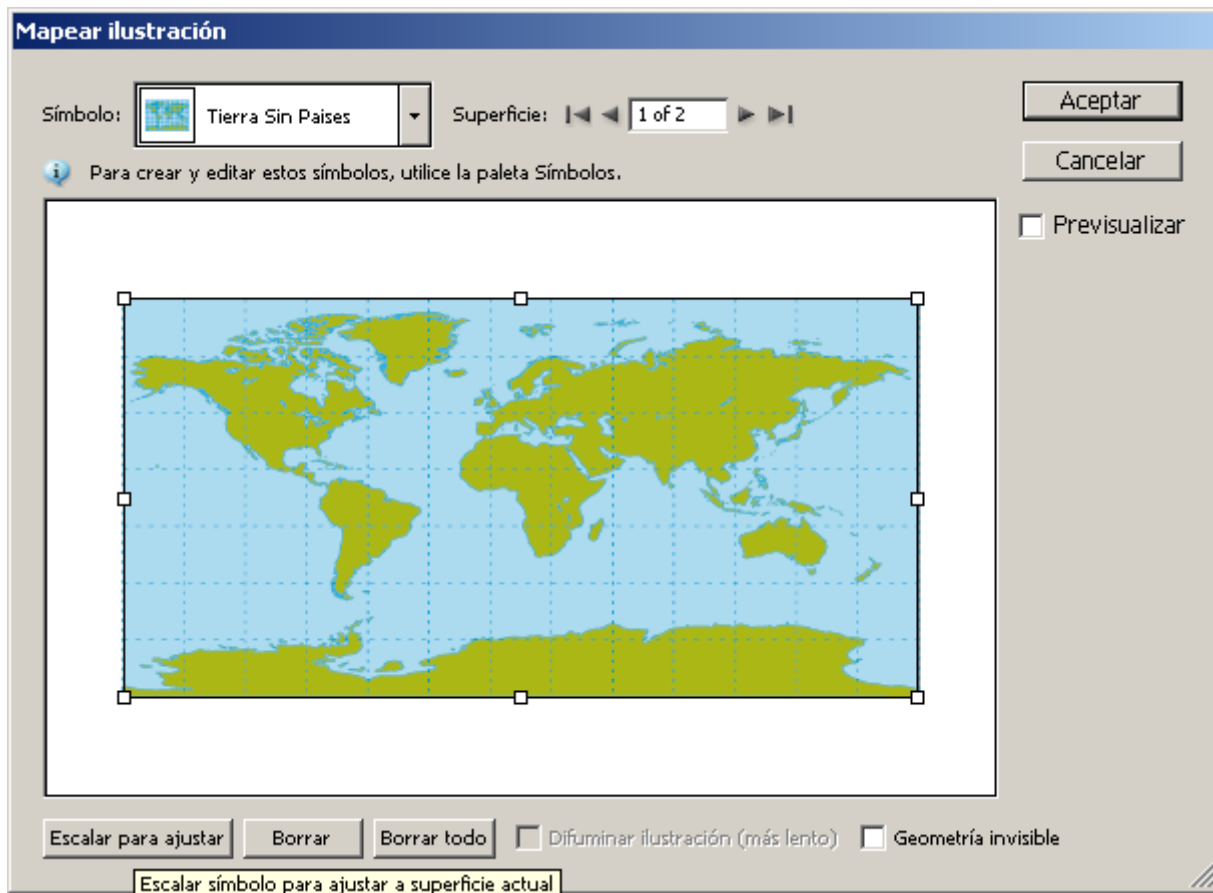 Mapear ilustración
Símbolo: Tierra Sin Paises Superficie: 1 of 2
Aceptar
Cancelar
Para crear y editar estos símbolos, utilice la paleta Símbolos.
Previsualizar
Escalar para ajustar Borrar Borrar todo Difuminar ilustración (más lento) Geometría invisible
Escalar símbolo para ajustar a superficie actual